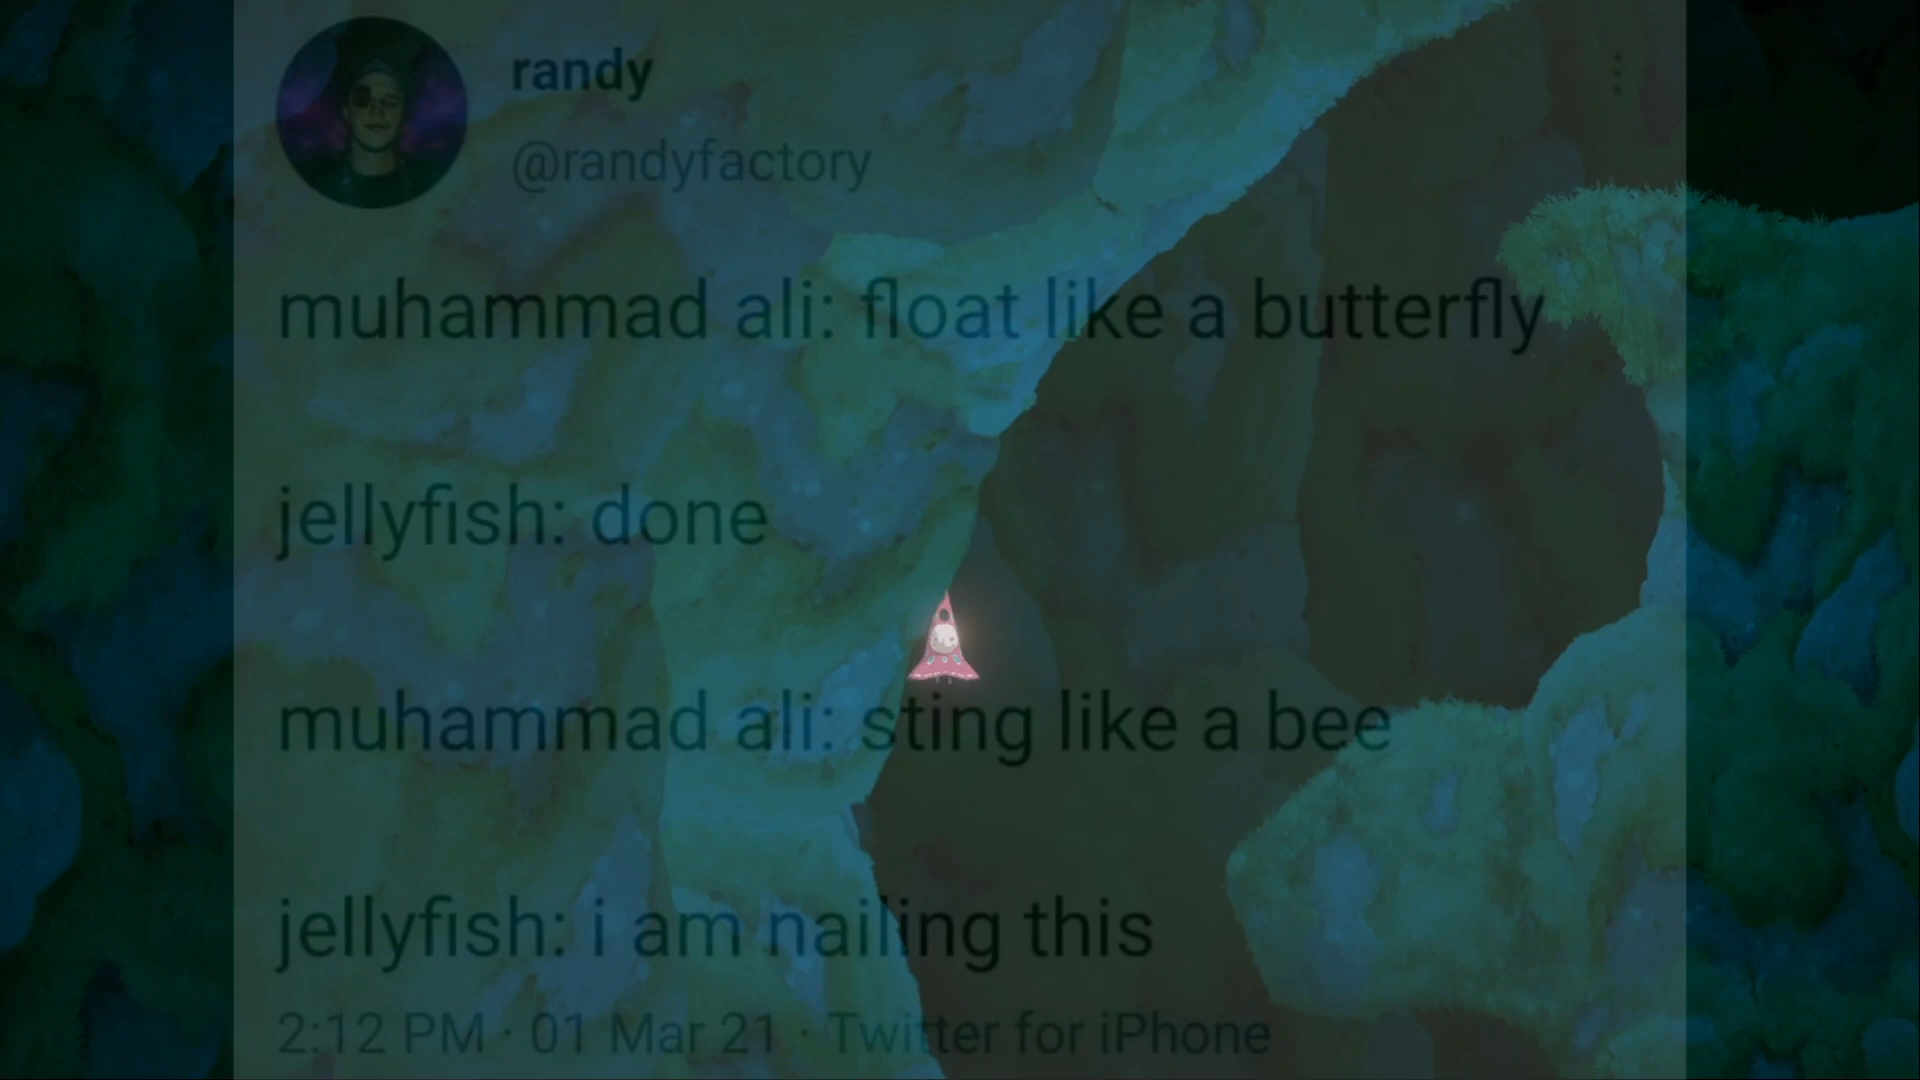 randy
@randyfactory
muhammad ali: float like a butterfly
jellyfish: done
muhammad ali: sting like a bee
jellyfish: i am nailing this
2:12 PM · 01 Mar 21 · Twitter for iPhone